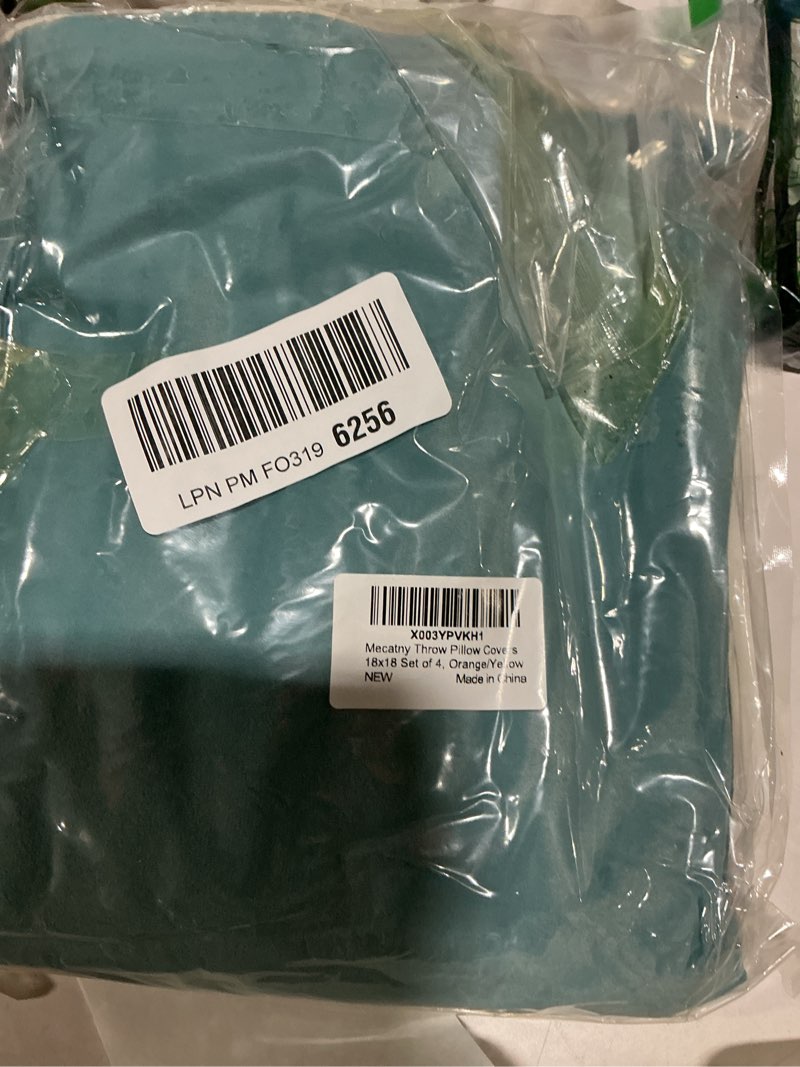 LPN PM FO319 6256
X003YPVKH1
Mecatny Throw Pillow Covers
18x18 Set of 4, Orange/Yellow
NEW Made in China